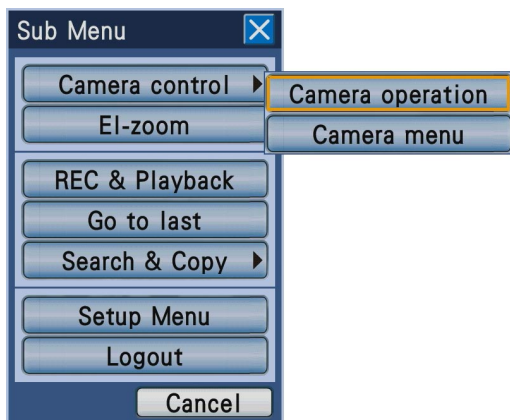 Sub Menu
Camera control
Camera operation
Camera menu
El-zoom
REC & Playback
Go to last
Search & Copy
Setup Menu
Logout
Cancel